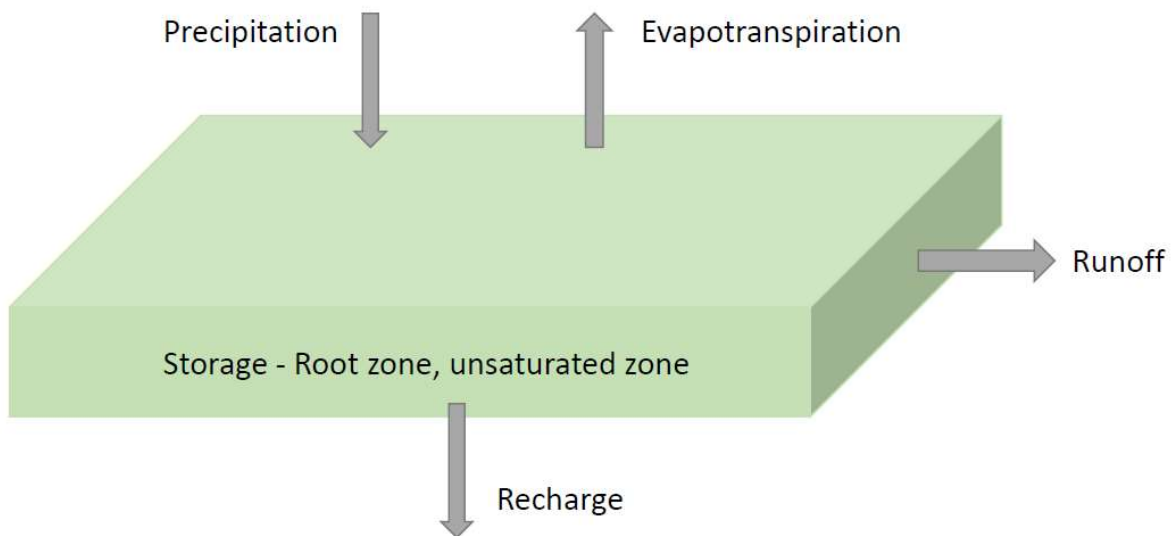 Precipitation
Evapotranspiration
Runoff
Storage - Root zone, unsaturated zone
Recharge